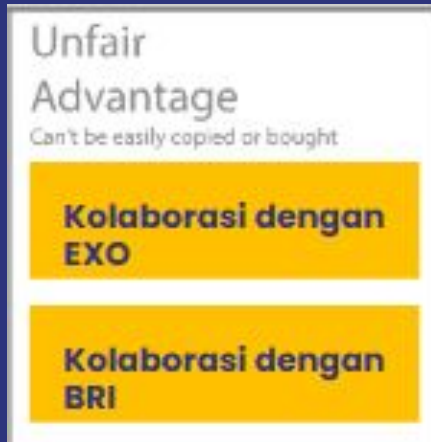 Unfair
Advantage
Can't be easily copied or bought
Kolaborasi dengan
EXO
Kolaborasi dengan
BRI